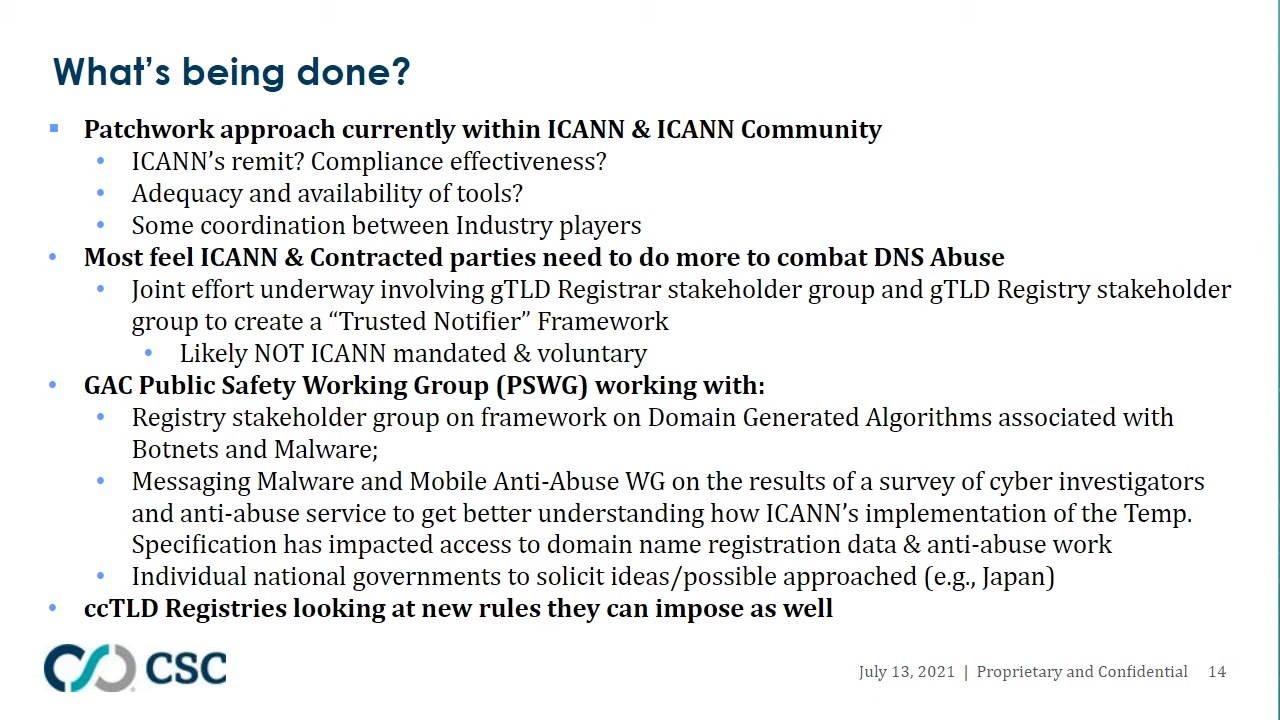 What's being done?
Patchwork approach currently within ICANN & ICANN Community
ICANN's remit? Compliance effectiveness?
Adequacy and availability of tools?
Some coordination between Industry players
Most feel ICANN & Contracted parties need to do more to combat DNS Abuse
Joint effort underway involving gTLD Registrar stakeholder group and gTLD Registry stakeholder
group to create a “Trusted Notifier” Framework
Likely NOT ICANN mandated & voluntary
GAC Public Safety Working Group (PSWG) working with:
Registry stakeholder group on framework on Domain Generated Algorithms associated with
Botnets and Malware;
Messaging Malware and Mobile Anti-Abuse WG on the results of a survey of cyber investigators
and anti-abuse service to get better understanding how ICANN's implementation of the Temp.
Specification has impacted access to domain name registration data & anti-abuse work
Individual national governments to solicit ideas/possible approached (e.g., Japan)
ccTLD Registries looking at new rules they can impose as well
CSC
July 13, 2021 | Proprietary and Confidential 14